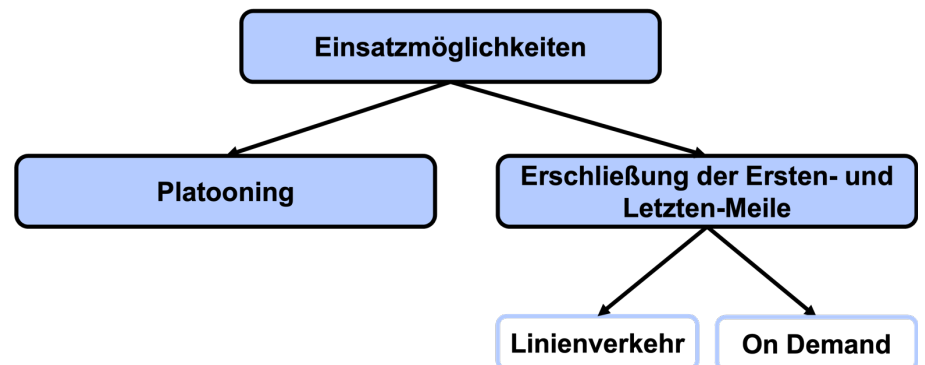 Einsatzmöglichkeiten
Platooning
Erschließung der Ersten- und
Letzten-Meile
Linienverkehr
On Demand